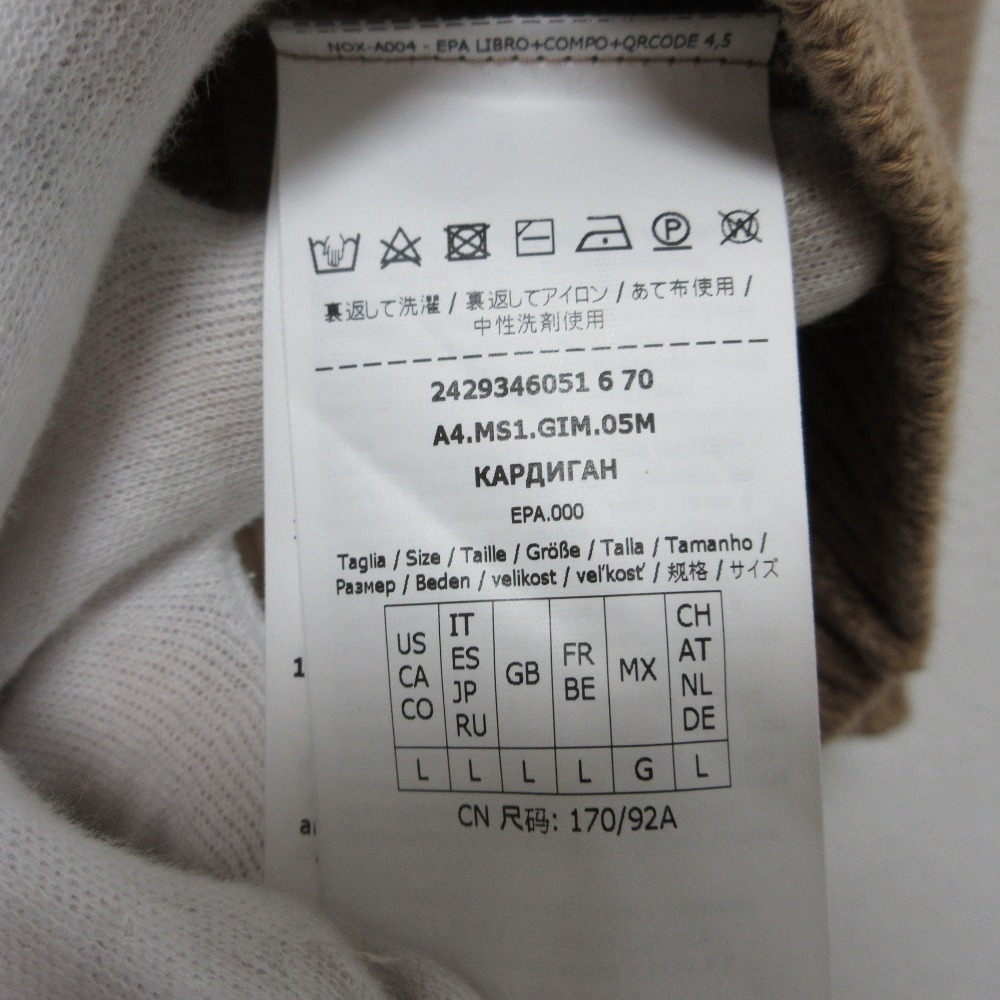 NOX-A004 - EPA LIBRO+COMPO+QRCODE 4,5
P
W
裏返して洗濯 / 裏返してアイロン / あて布使用 /
中性洗剤使用
2429346051 6 70
A4.MS1.GIM.05M
КАРДИГАН
EPA.000
Taglia / Size / Taille / Größe / Talla / Tamanho /
Размер / Beden / velikost / veľkosť / 规格 / サイズ
US CA CO
IT ES JP RU
GB
FR BE
MX
CH AT NL DE
L L L L G L
CN 尺码: 170/92A
1